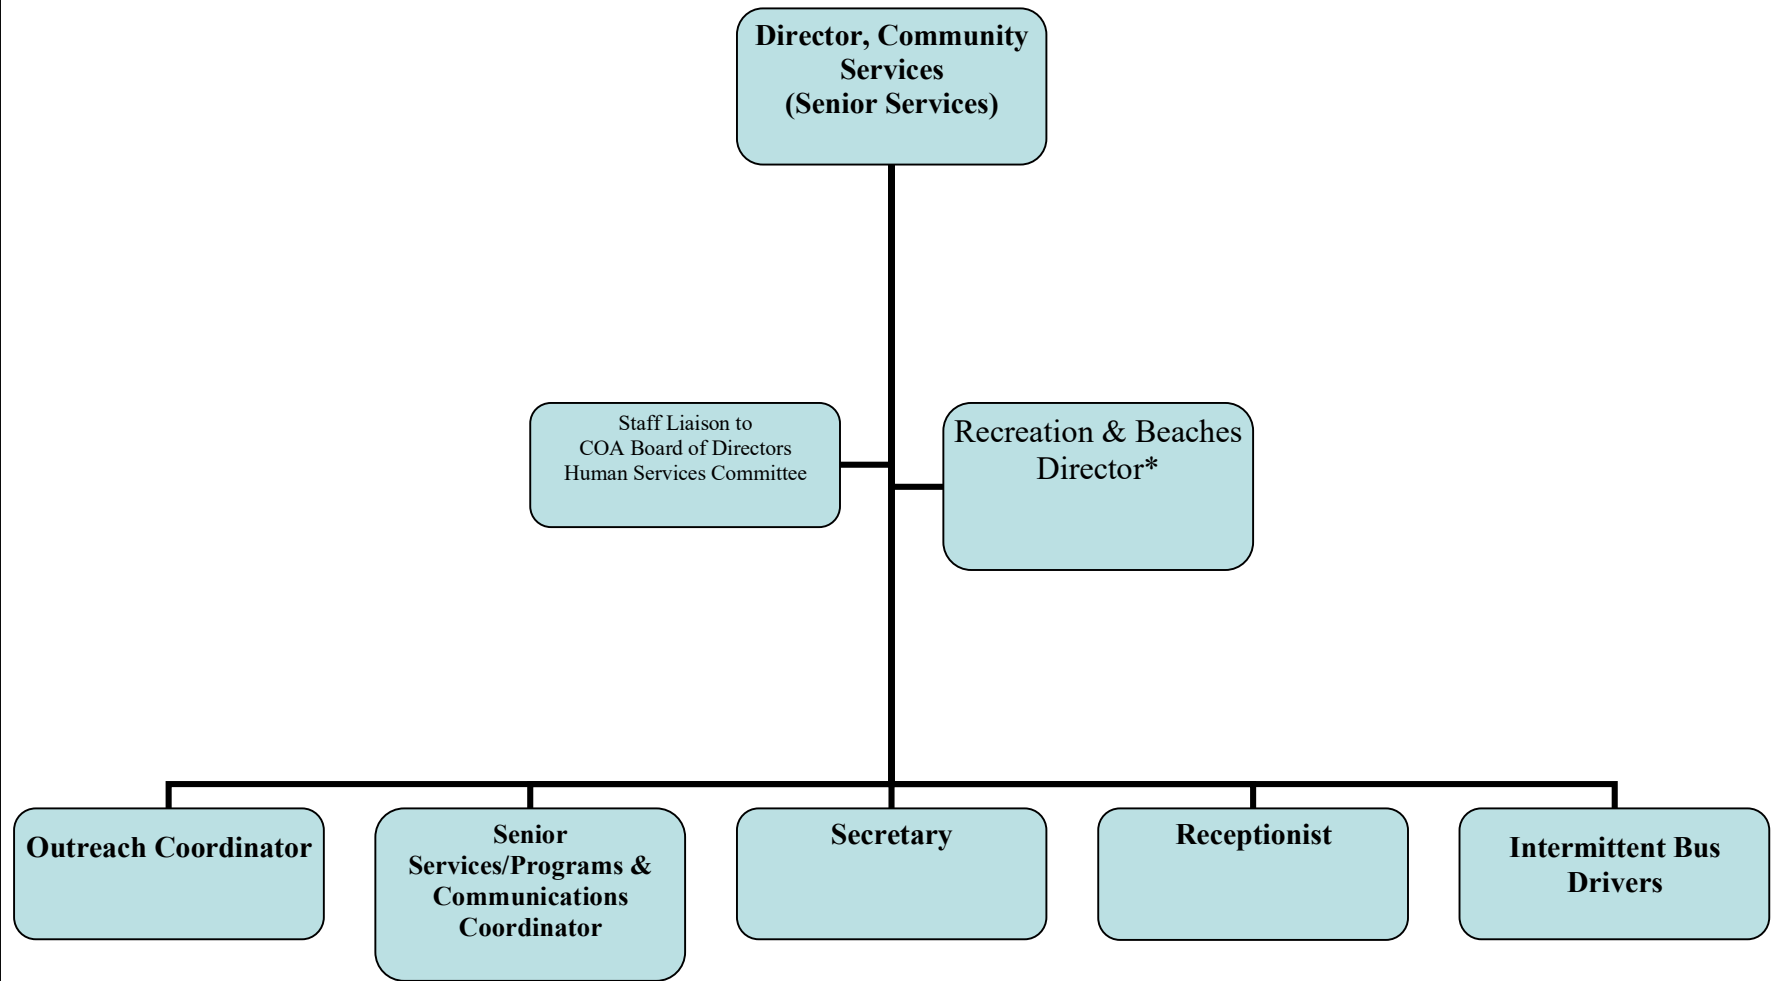 Director, Community
Services
(Senior Services)
Staff Liaison to
COA Board of Directors
Human Services Committee
Recreation & Beaches
Director*
Outreach Coordinator
Senior
Services/Programs &
Communications
Coordinator
Secretary
Receptionist
Intermittent Bus
Drivers